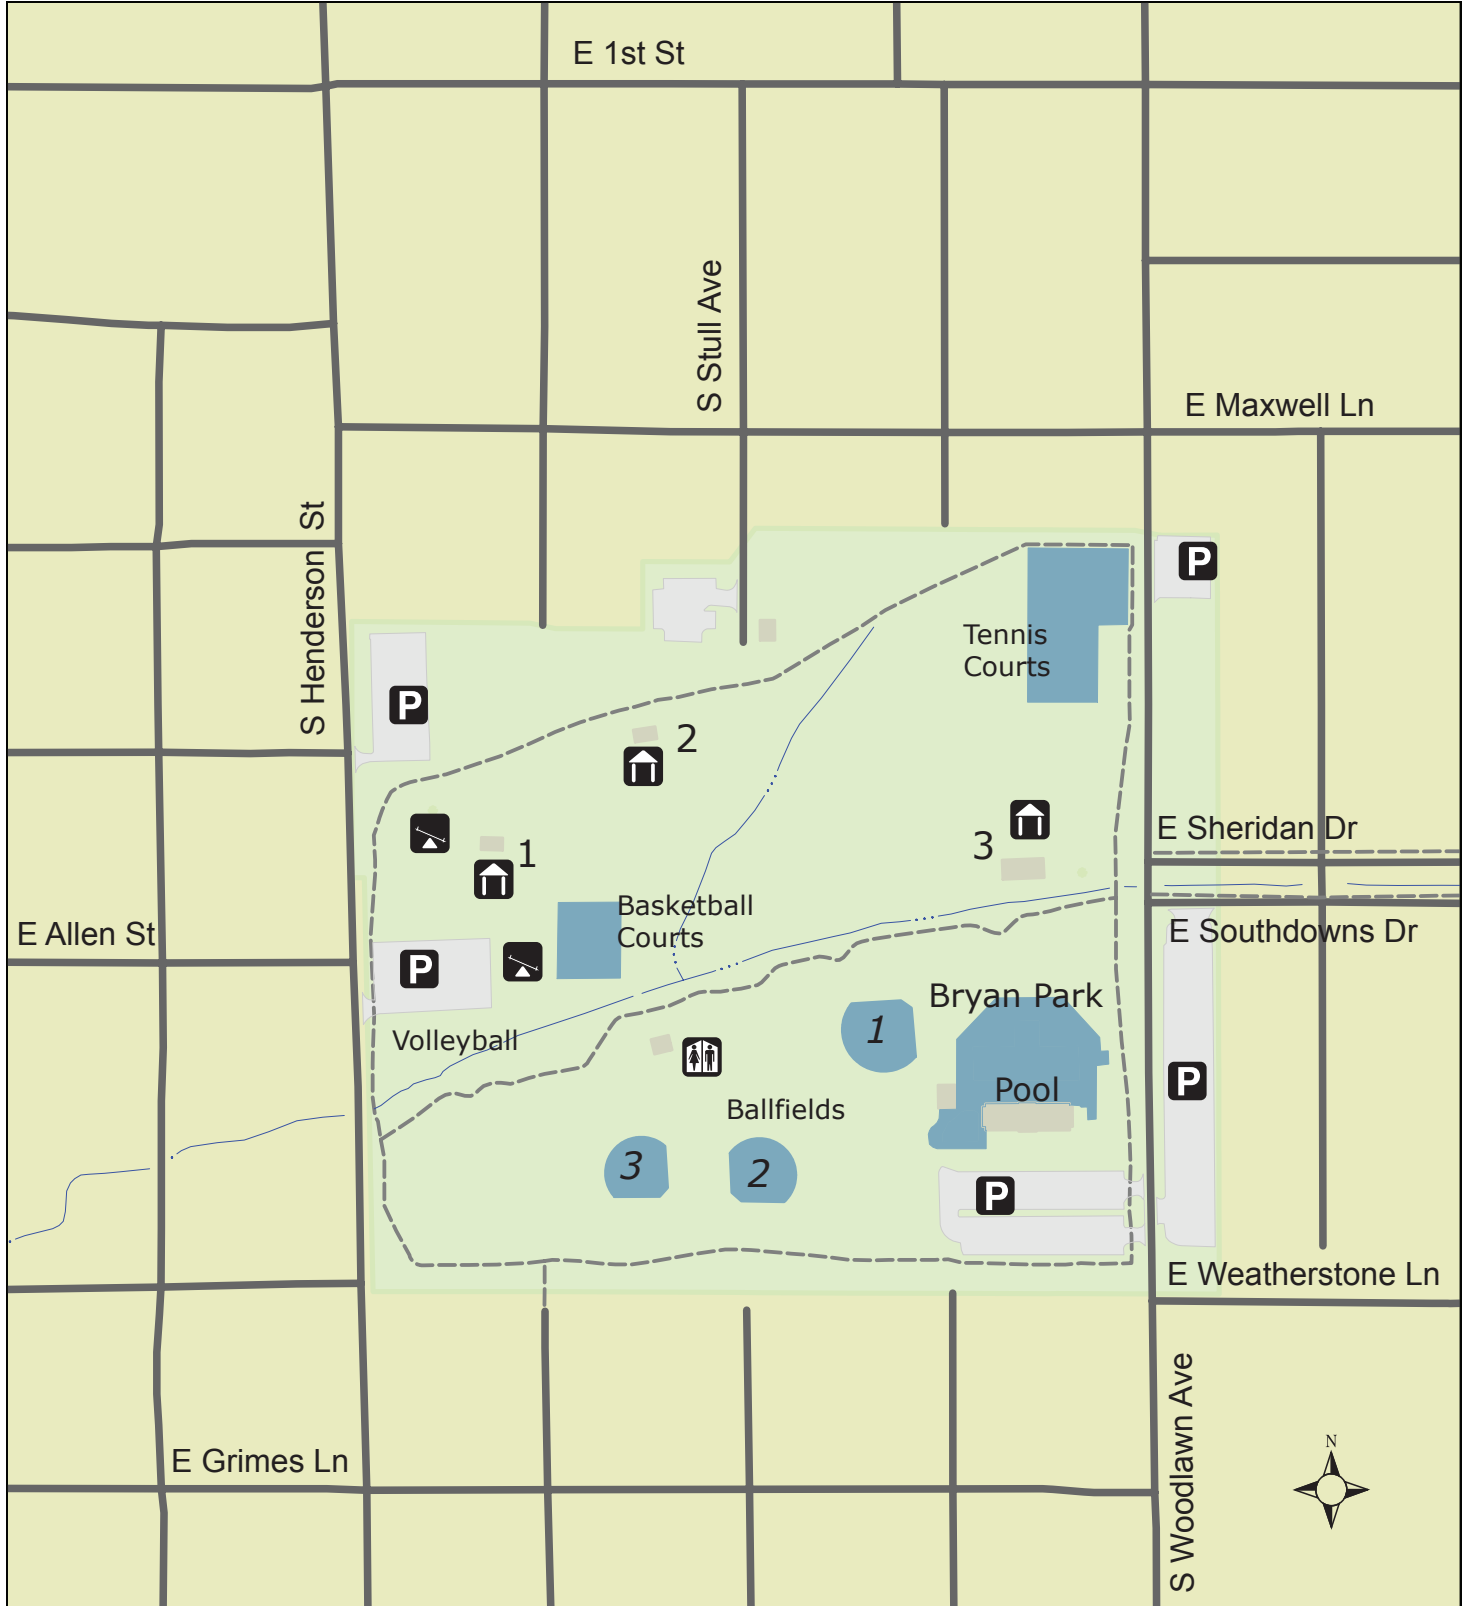 E 1st St
S Stull Ave
E Maxwell Ln
S Henderson St
P
Tennis
Courts
P
2
E Sheridan Dr
3
1
Basketball
Courts
E Allen St
E Southdowns Dr
P
Bryan Park
1
Volleyball
P
Pool
Ballfields
3
2
P
E Weatherstone Ln
S Woodlawn Ave
E Grimes Ln
N